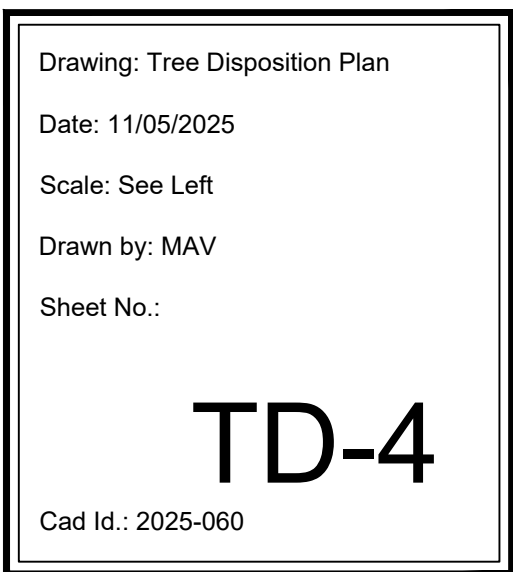 Drawing: Tree Disposition Plan
Date: 11/05/2025
Scale: See Left
Drawn by: MAV
Sheet No.:
TD-4
Cad Id.: 2025-060